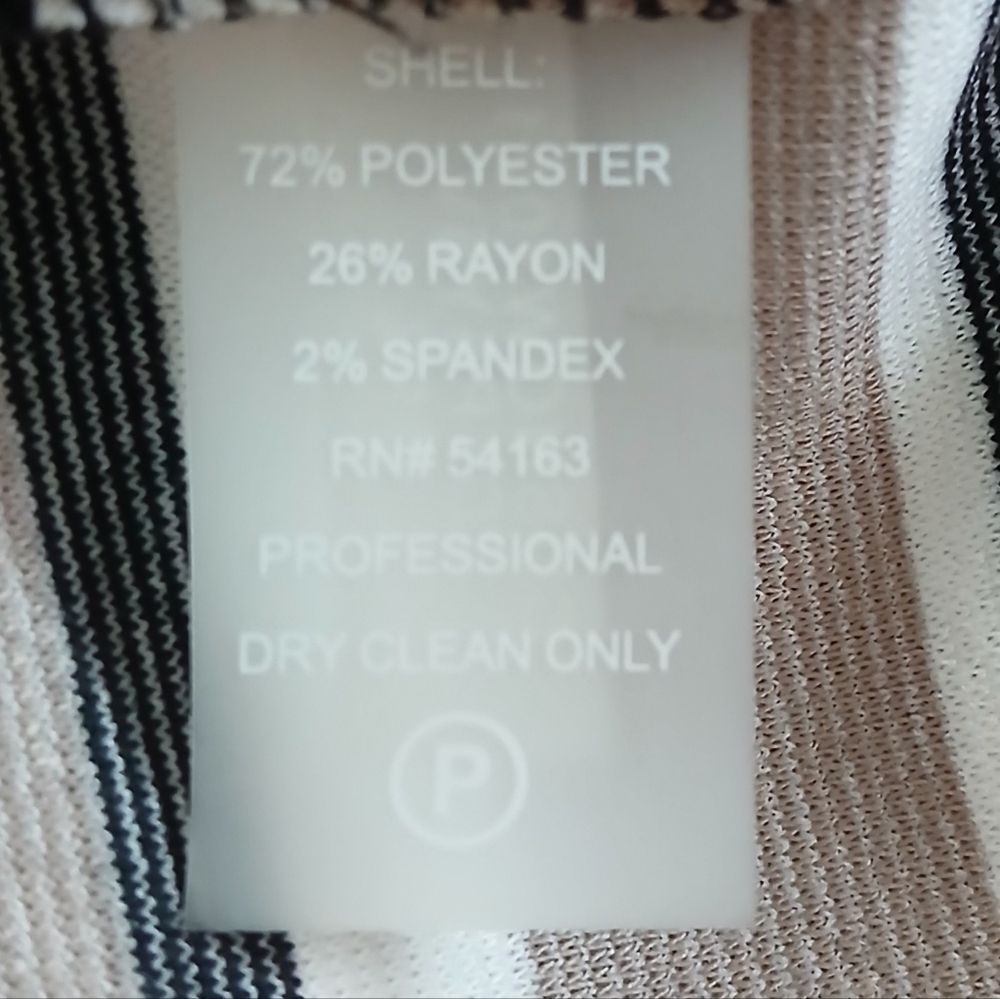 SHELL:
72% POLYESTER
26% RAYON
2% SPANDEX
RN# 54163
PROFESSIONAL
DRY CLEAN ONLY
P